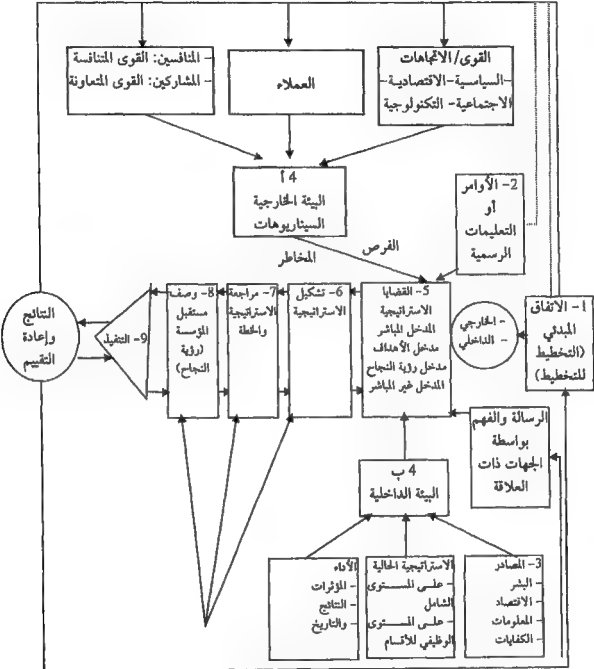 القوى/الاتجاهات
–السياسية–الاقتصادية–
الاجتماعية– التكنولوجية
العملاء
– المنافسين: القوى المتنافسة
– المشاركين: القوى المتعاونة
4 أ
البيئة الخارجية
السيناريوهات
2– الأوامر
أو
التعليمات
الرسمية
الفرص
المخاطر
1– الاتفاق
المبدئي
(التخطيط
للتخطيط)
– الخارجي
– الداخلي
5– القضايا
الاستراتيجية
المدخل المباشر
مدخل الأهداف
مدخل رؤية النجاح
المدخل غير المباشر
6– تشكيل
الاستراتيجية
7– مراجعة
الاستراتيجية
والخطة
8– وصف
مستقبل
المؤسسة
(رؤية
النجاح)
9– التنفيذ
النتائج
وإعادة
التقييم
الرسالة والفهم
بواسطة
الجهات ذات
العلاقة
4 ب
البيئة الداخلية
3– المصادر
– البشر
– الاقتصاد
– المعلومات
– الكفايات
الاستراتيجية الحالية
– على المستوى
الشامل
– على المستوى
الوظيفي للأقسام
الأداء
– المؤثرات
– النتائج
– والتاريخ